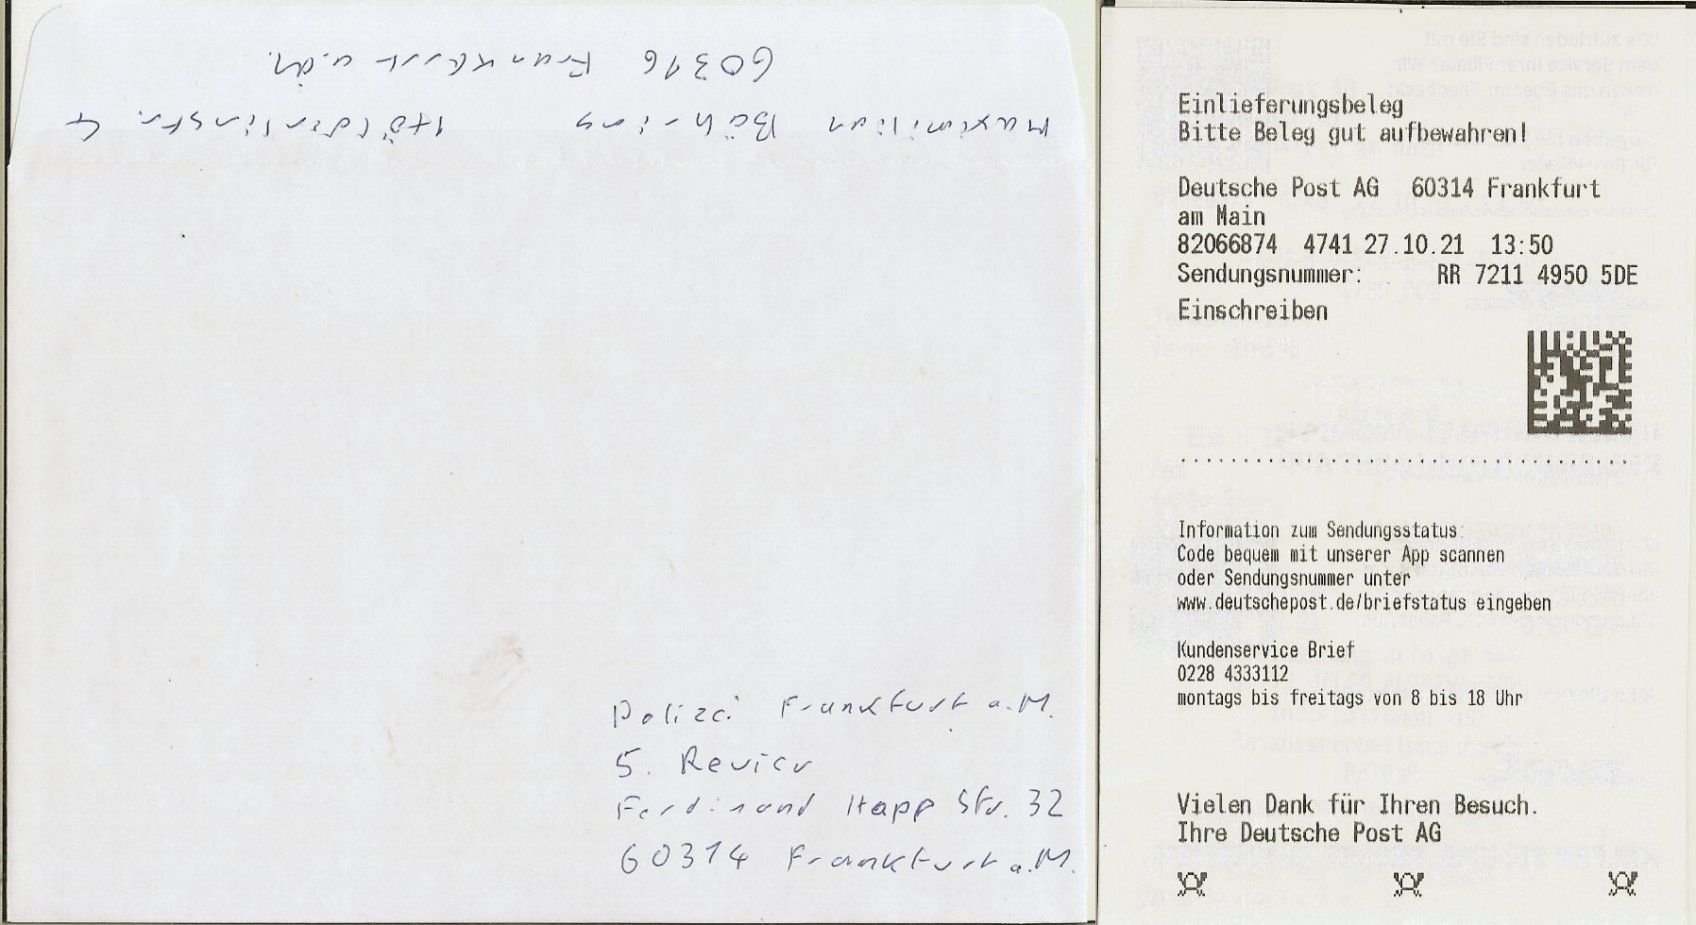 Maximilian Bähring Hölderlinstr. 4
60316 Frankfurt a.M.
Polizei Frankfurt a.M.
5. Revier
Ferdinand Happ Str. 32
60314 Frankfurt a.M.
Einlieferungsbeleg
Bitte Beleg gut aufbewahren!
Deutsche Post AG 60314 Frankfurt
am Main
82066874 4741 27.10.21 13:50
Sendungsnummer: RR 7211 4950 5DE
Einschreiben
Information zum Sendungsstatus:
Code bequem mit unserer App scannen
oder Sendungsnummer unter
www.deutschepost.de/briefstatus eingeben
Kundenservice Brief
0228 4333112
montags bis freitags von 8 bis 18 Uhr
Vielen Dank für Ihren Besuch.
Ihre Deutsche Post AG